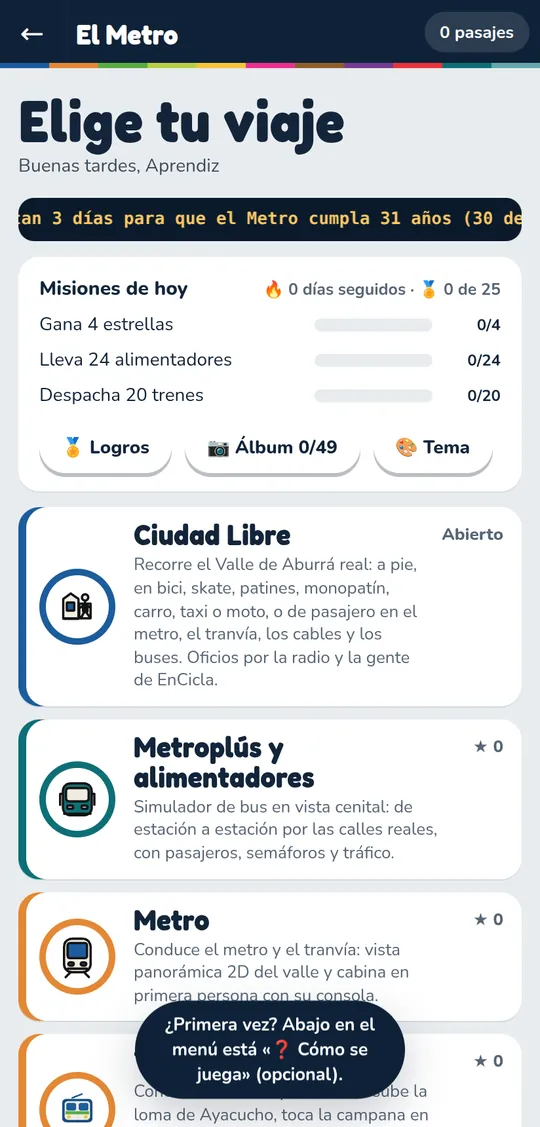 ← El Metro
0 pasajes
Elige tu viaje
Buenas tardes, Aprendiz
tan 3 días para que el Metro cumpla 31 años (30 de
Misiones de hoy
🔥 0 días seguidos · 🏅 0 de 25
Gana 4 estrellas 0/4
Lleva 24 alimentadores 0/24
Despacha 20 trenes 0/20
🏅 Logros
📷 Álbum 0/49
🎨 Tema
Ciudad Libre
Abierto
Recorre el Valle de Aburrá real: a pie,
en bici, skate, patines, monopatín,
carro, taxi o moto, o de pasajero en el
metro, el tranvía, los cables y los
buses. Oficios por la radio y la gente
de EnCicla.
Metroplús y
alimentadores
★ 0
Simulador de bus en vista cenital: de
estación a estación por las calles reales,
con pasajeros, semáforos y tráfico.
Metro
★ 0
Conduce el metro y el tranvía: vista
panorámica 2D del valle y cabina en
primera persona con su consola.
¿Primera vez? Abajo en el
menú está «❓ Cómo se
juega» (opcional).
★ 0
sube la
loma de Ayacucho, toca la campana en